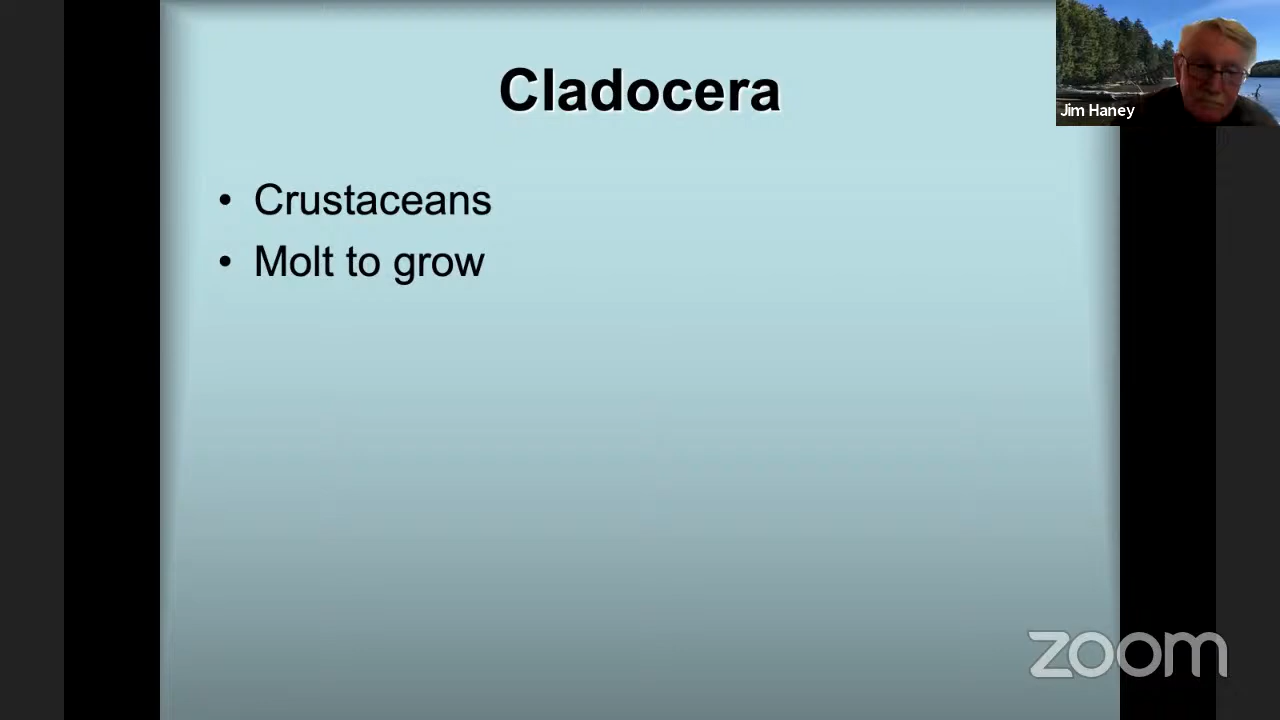 Cladocera
Jim Haney
• Crustaceans
• Molt to grow
zoom